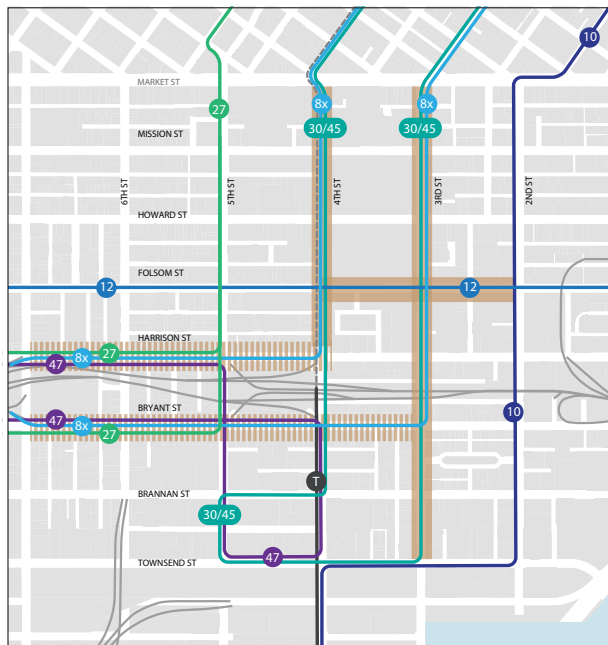 10
MARKET ST
8x
8x
27
30/45
30/45
MISSION ST
6TH ST
5TH ST
4TH ST
3RD ST
2ND ST
HOWARD ST
FOLSOM ST
12
12
HARRISON ST
27
8x
47
BRYANT ST
10
47
8x
27
T
BRANNAN ST
30/45
47
TOWNSEND ST